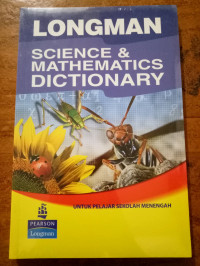 LONGMAN
SCIENCE &
MATHEMATICS
DICTIONARY
UNTUK PELAJAR SEKOLAH MENENGAH
PEARSON
Longman